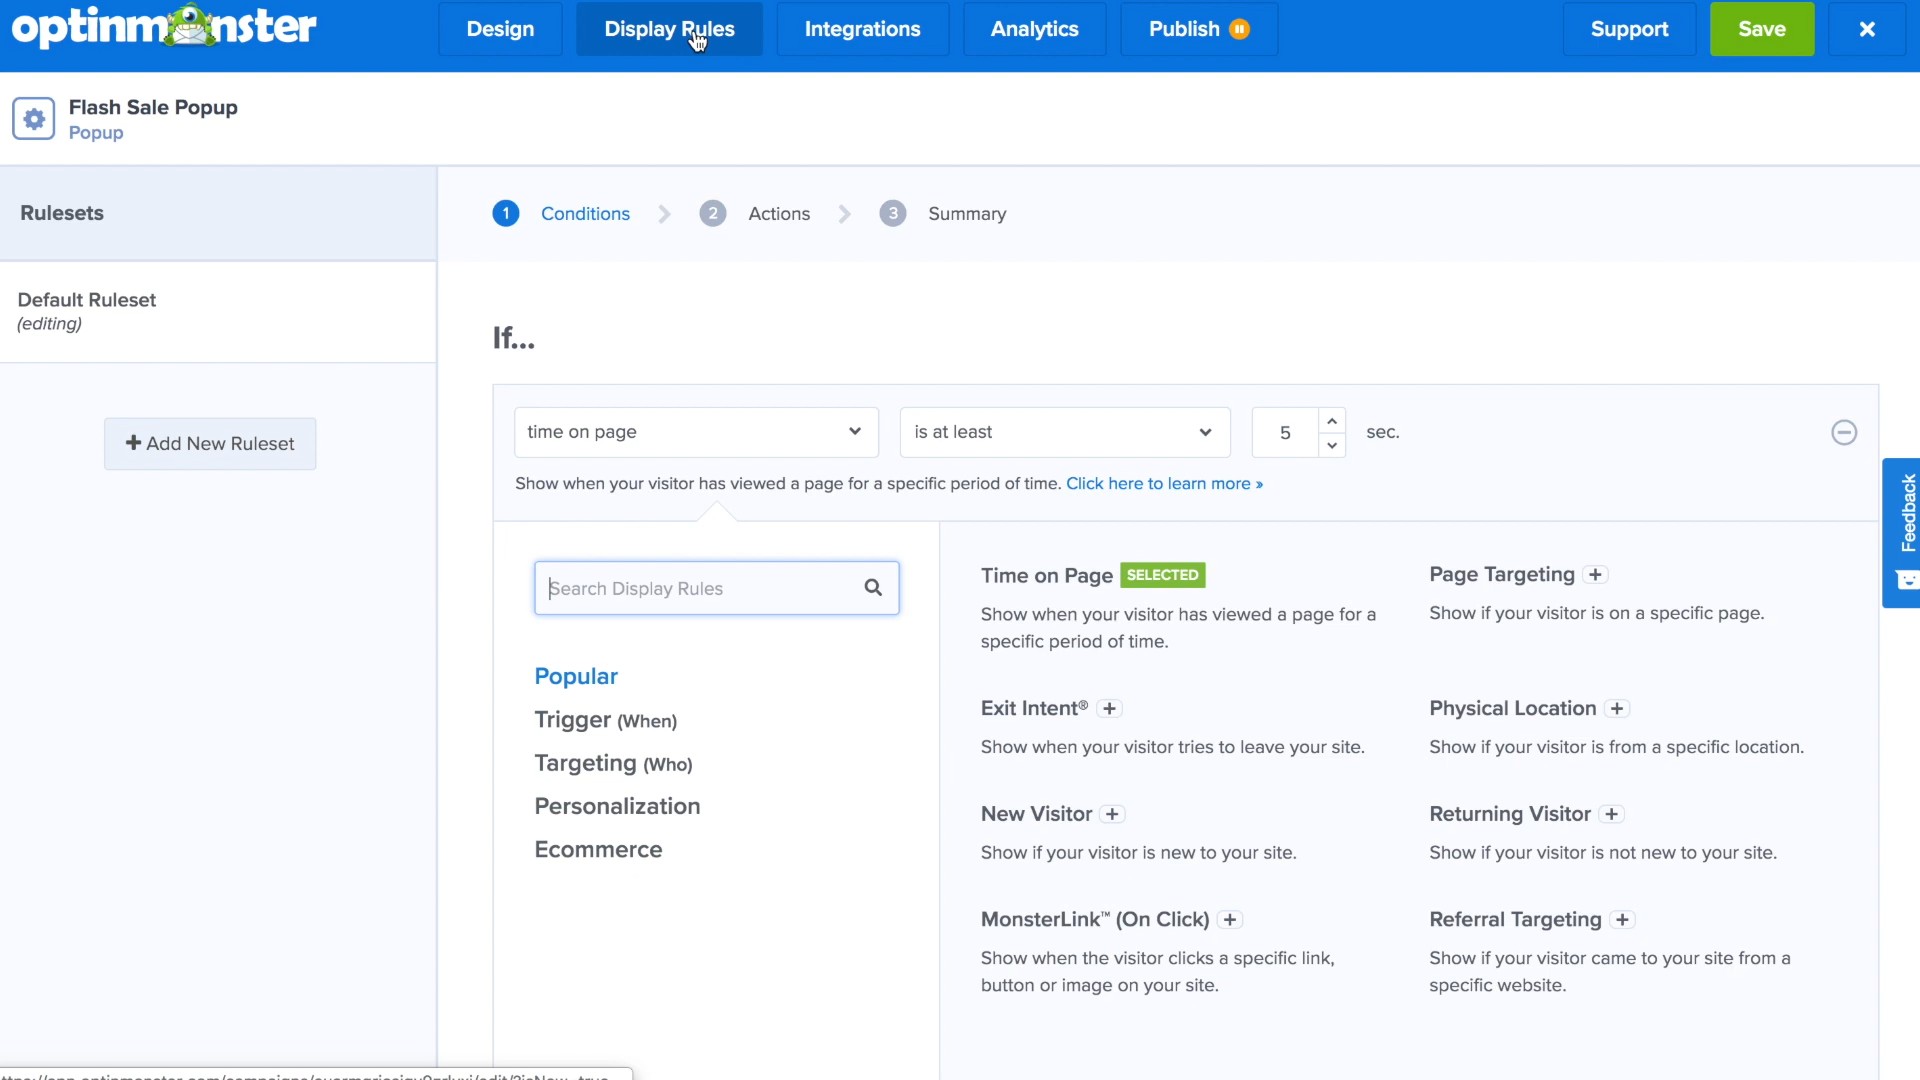 optinmonster
Design
Display Rules
Integrations
Analytics
Publish
Support
Save
Flash Sale Popup
Popup
Rulesets
1 Conditions
2 Actions
3 Summary
Default Ruleset
(editing)
Add New Ruleset
If...
time on page
is at least
5
sec.
Show when your visitor has viewed a page for a specific period of time. Click here to learn more »
Feedback
Search Display Rules
Popular
Trigger (When)
Targeting (Who)
Personalization
Ecommerce
Time on Page SELECTED
Show when your visitor has viewed a page for a
specific period of time.
Page Targeting
Show if your visitor is on a specific page.
Exit Intent®
Show when your visitor tries to leave your site.
Physical Location
Show if your visitor is from a specific location.
New Visitor
Show if your visitor is new to your site.
Returning Visitor
Show if your visitor is not new to your site.
MonsterLink™ (On Click)
Show when the visitor clicks a specific link,
button or image on your site.
Referral Targeting
Show if your visitor came to your site from a
specific website.